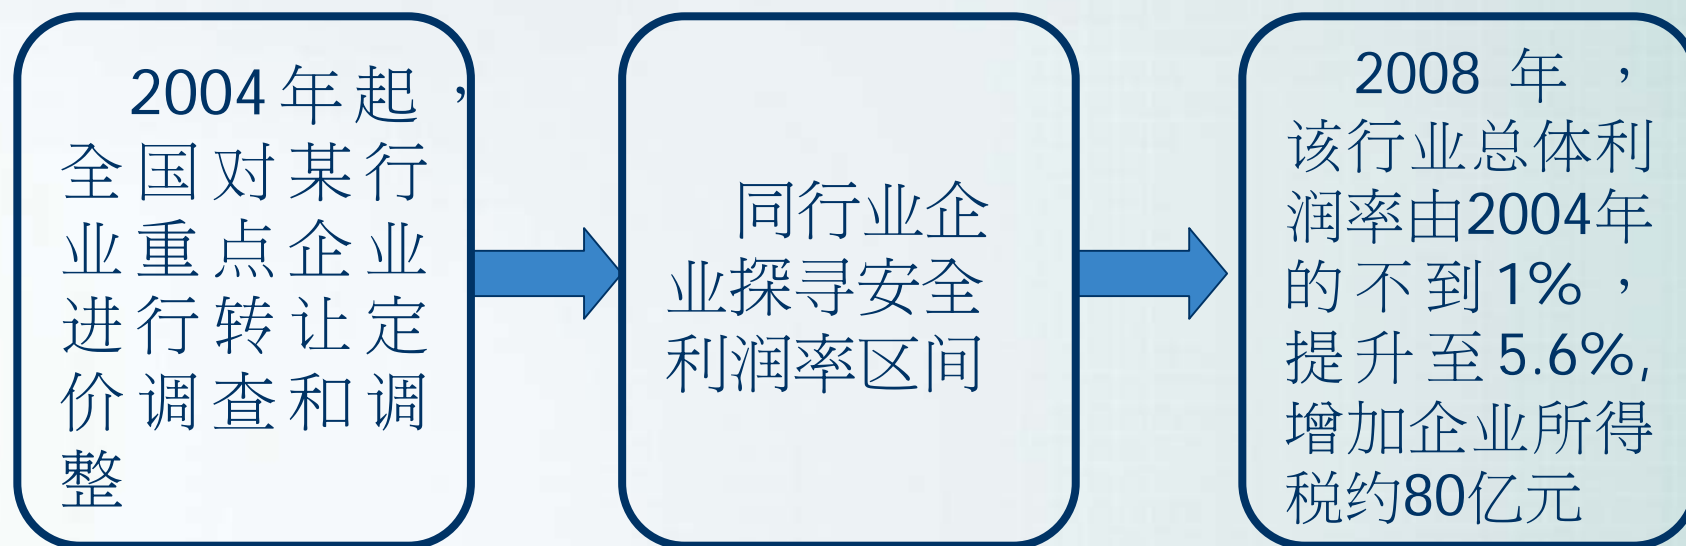 2004年起，
全国对某行
业重点企业
进行转让定
价调查和调
整
同行业企
业探寻安全
利润率区间
2008年，
该行业总体利
润率由2004年
的不到1%，
提升至5.6%,
增加企业所得
税约80亿元